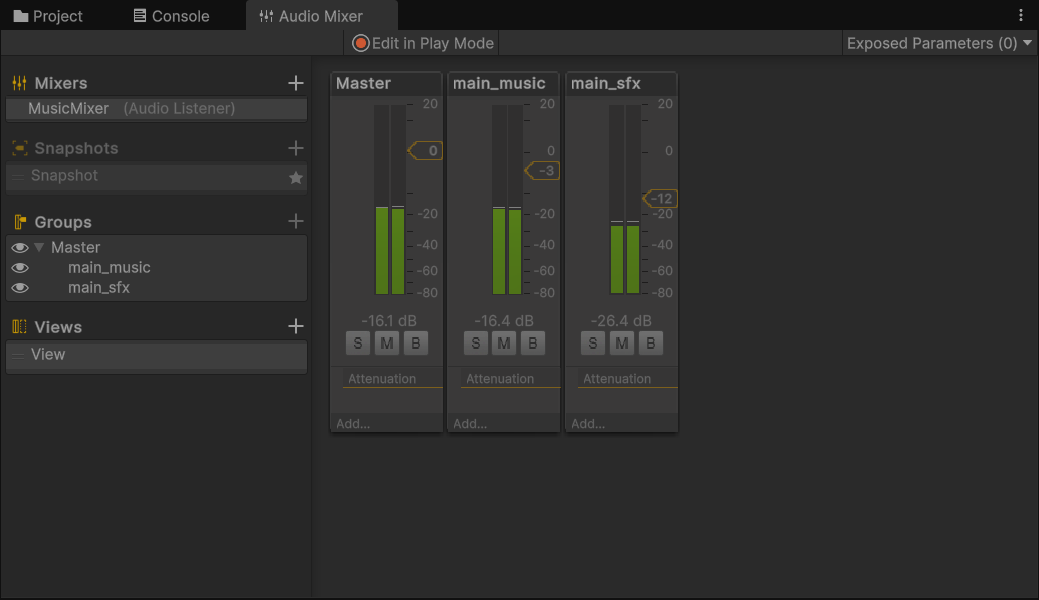 Project Console Audio Mixer
Edit in Play Mode Exposed Parameters (0)
Mixers
MusicMixer (Audio Listener)
Snapshots
Snapshot
Groups
Master
main_music
main_sfx
Views
View
Master
20
0
-20
-40
-60
-80
-16.1 dB
S M B
Attenuation
Add...
main_music
20
0
-3
-20
-40
-60
-80
-16.4 dB
S M B
Attenuation
Add...
main_sfx
20
0
-12
-20
-40
-60
-80
-26.4 dB
S M B
Attenuation
Add...